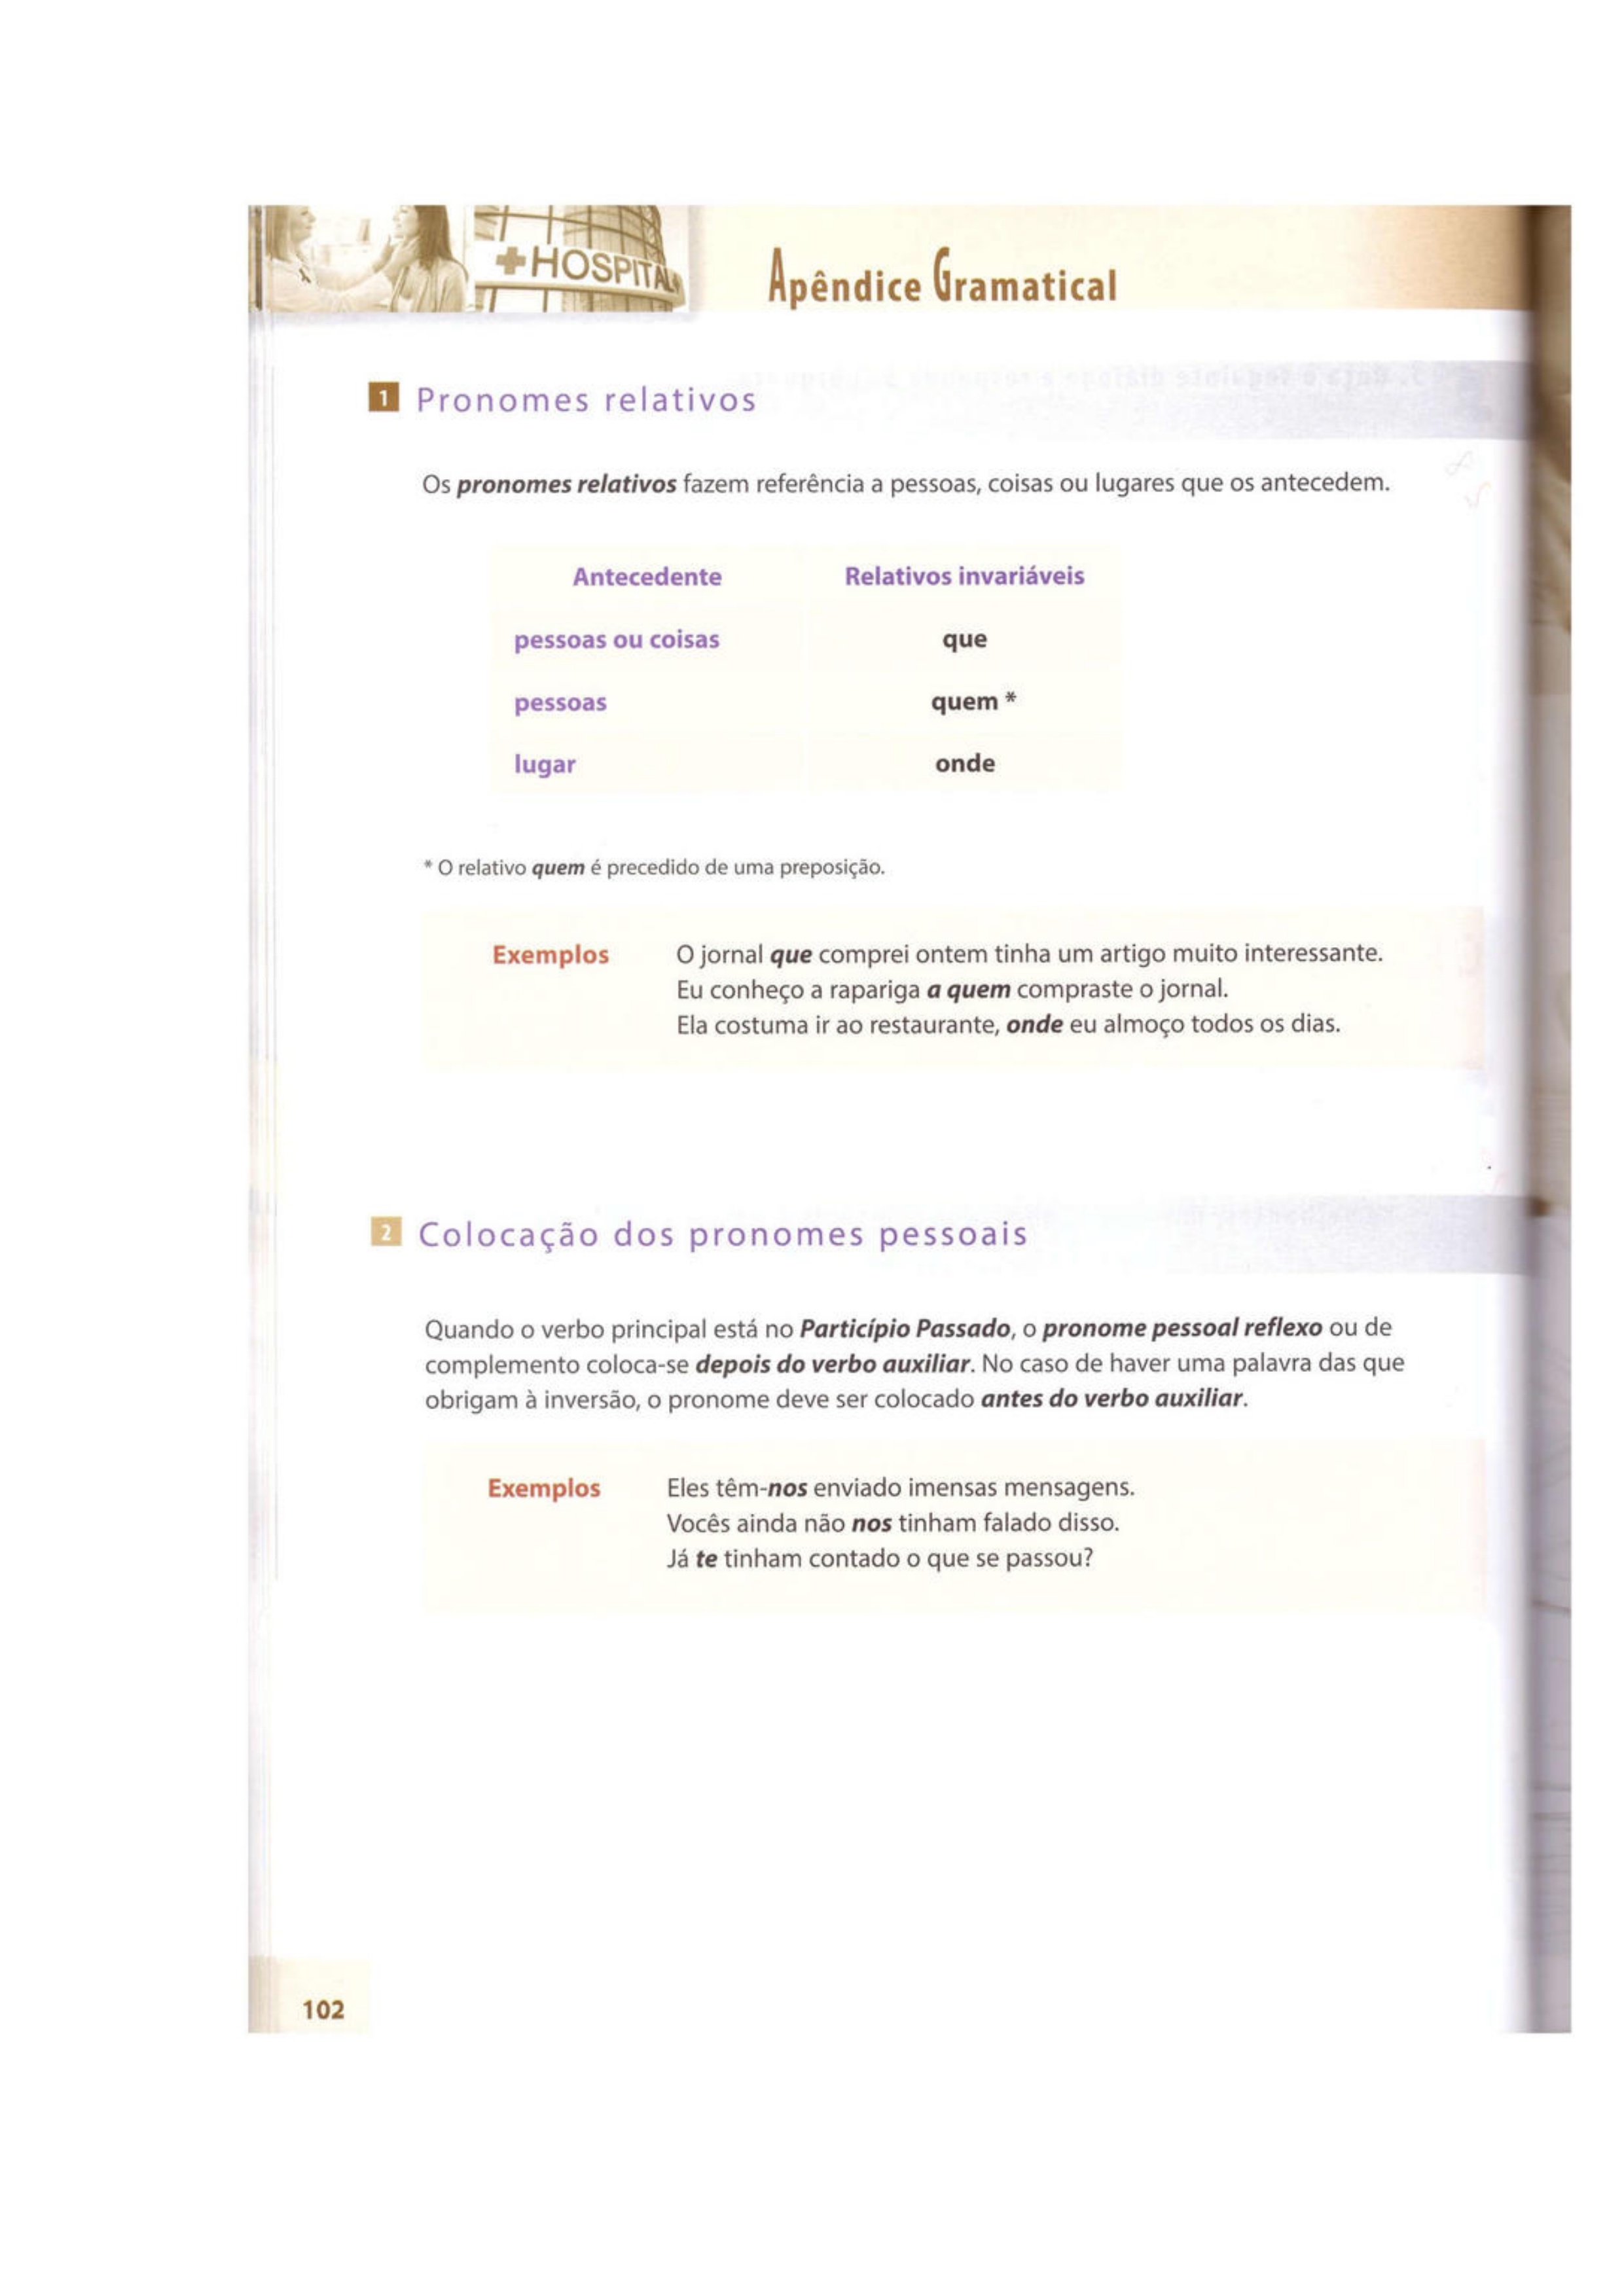 +HOSPITAL
Apêndice Gramatical
1 Pronomes relativos
Os pronomes relativos fazem referência a pessoas, coisas ou lugares que os antecedem.
Antecedente Relativos invariáveis
pessoas ou coisas que
pessoas quem *
lugar onde
* O relativo quem é precedido de uma preposição.
Exemplos O jornal que comprei ontem tinha um artigo muito interessante.
Eu conheço a rapariga a quem compraste o jornal.
Ela costuma ir ao restaurante, onde eu almoço todos os dias.
2 Colocação dos pronomes pessoais
Quando o verbo principal está no Particípio Passado, o pronome pessoal reflexo ou de
complemento coloca-se depois do verbo auxiliar. No caso de haver uma palavra das que
obrigam à inversão, o pronome deve ser colocado antes do verbo auxiliar.
Exemplos Eles têm-nos enviado imensas mensagens.
Vocês ainda não nos tinham falado disso.
Já te tinham contado o que se passou?
102